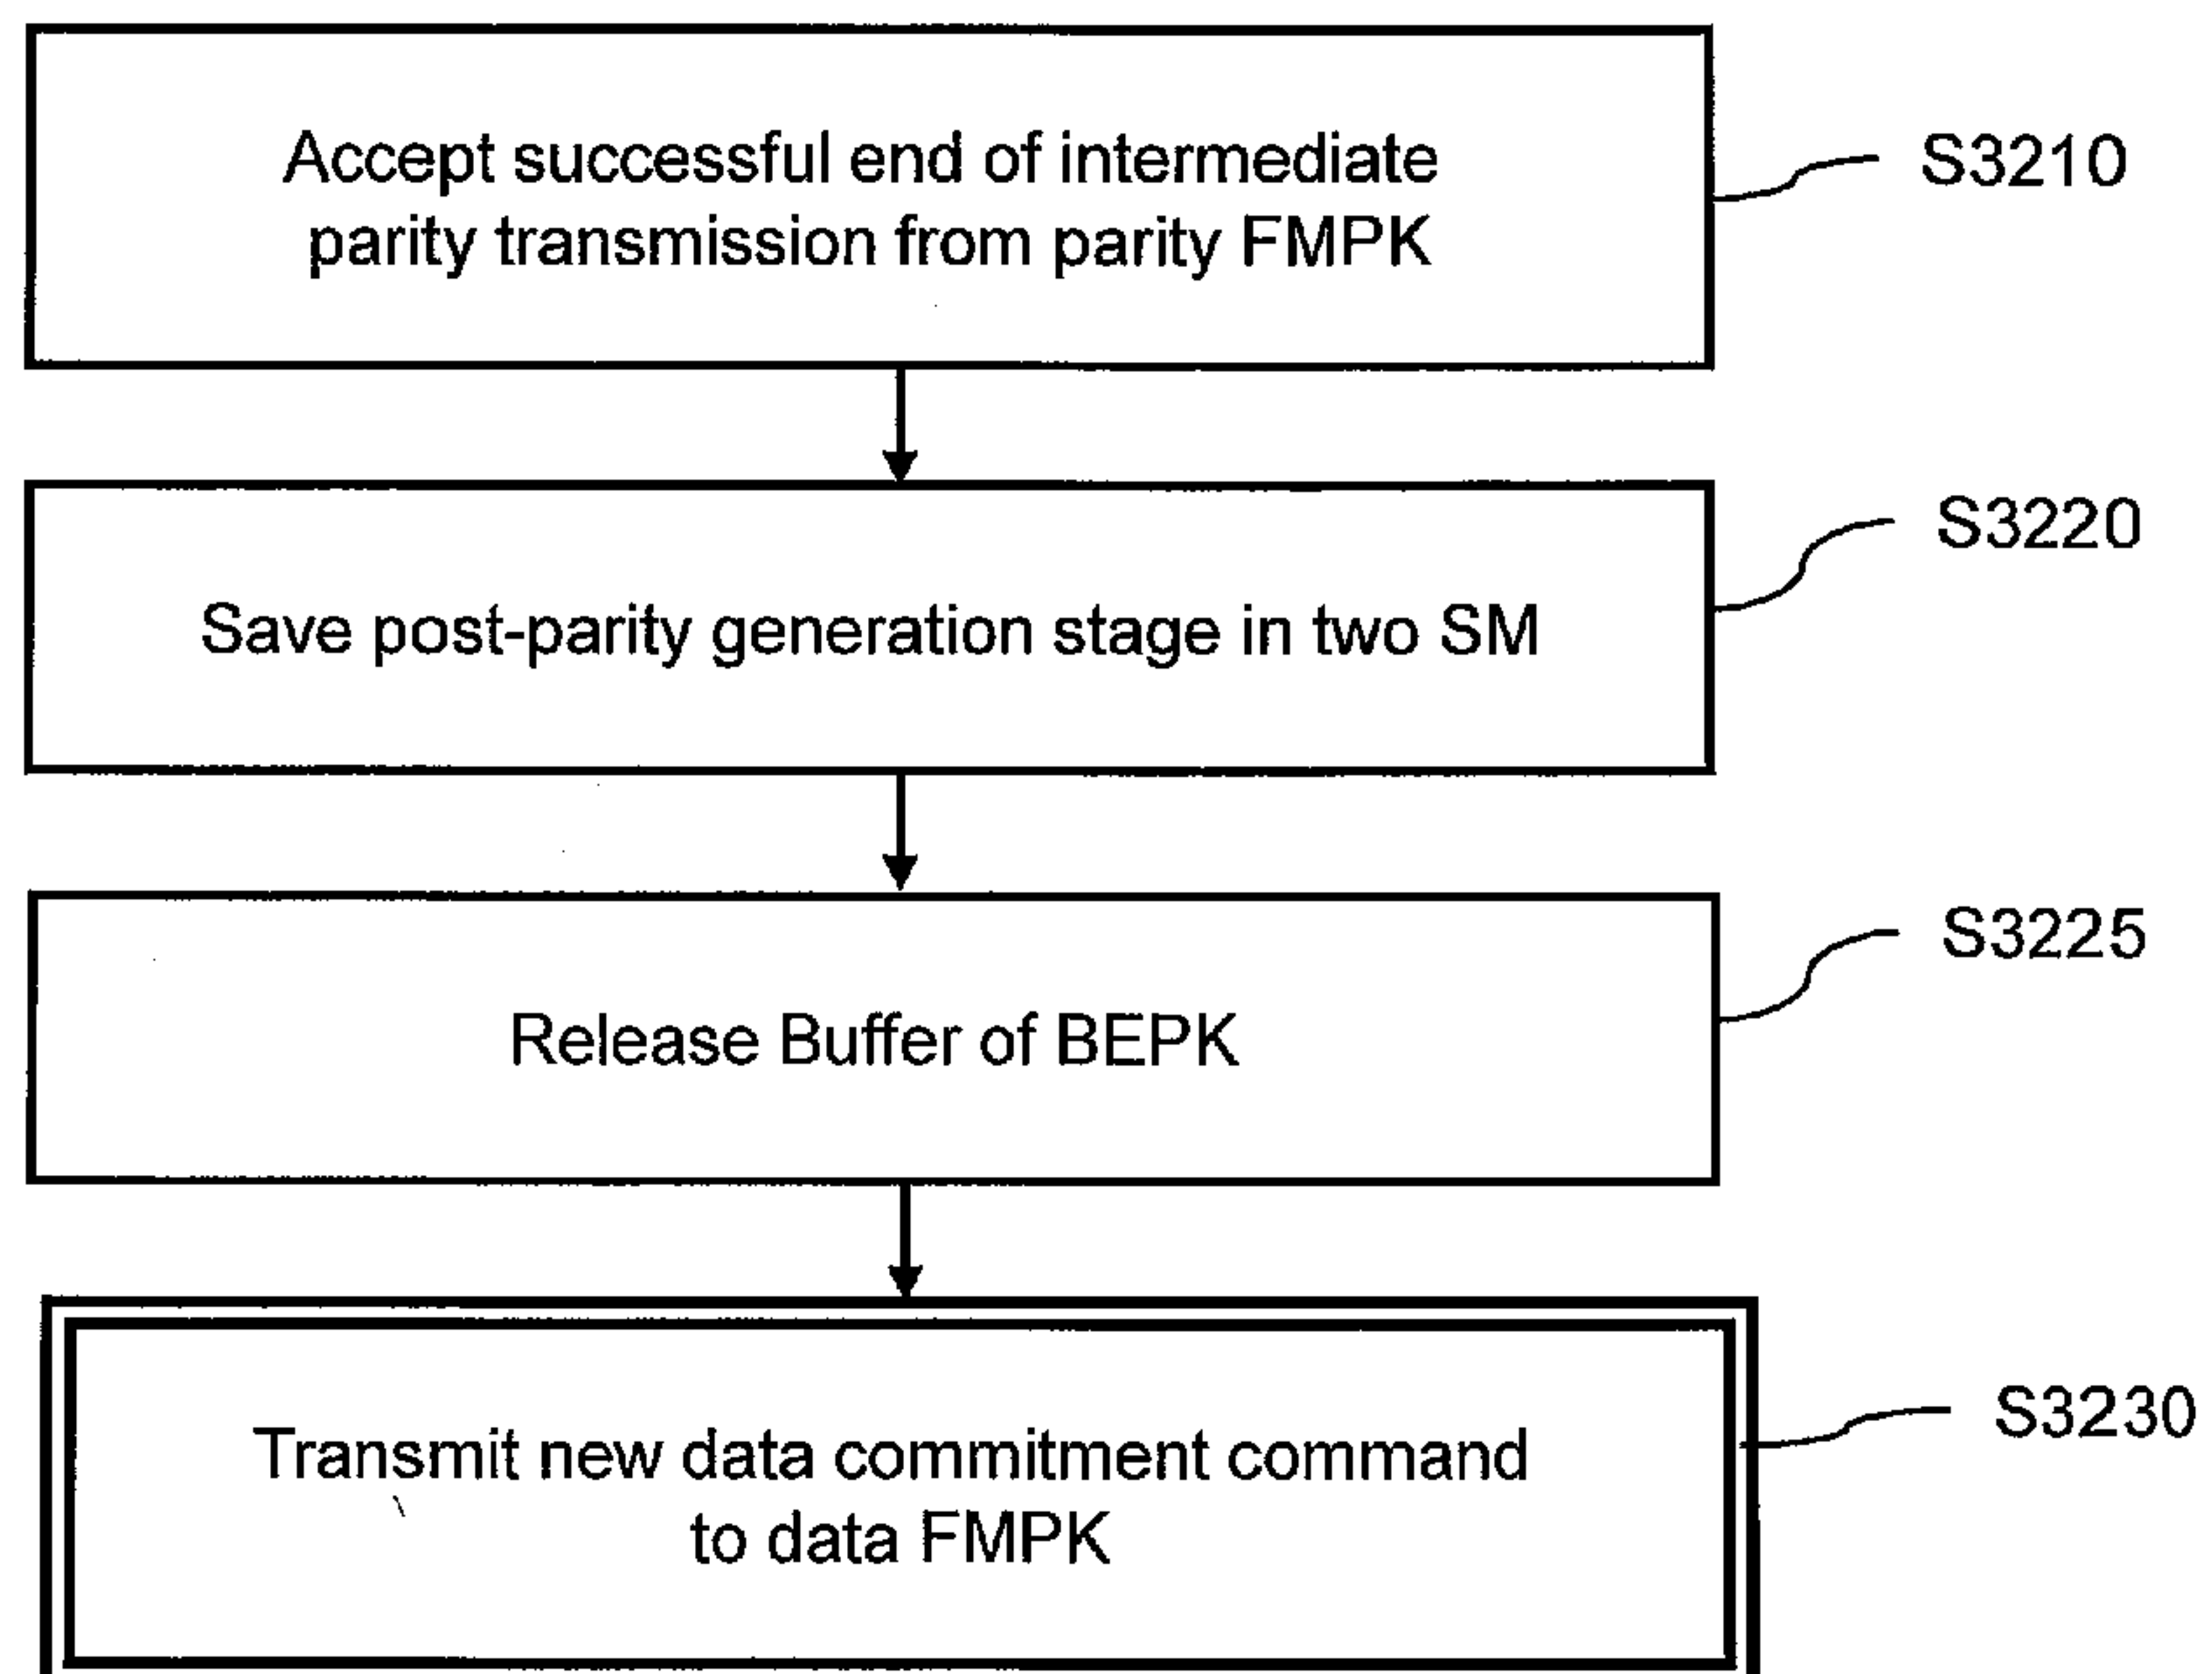 Accept successful end of intermediate
parity transmission from parity FMPK
S3210
Save post-parity generation stage in two SM
S3220
Release Buffer of BEPK
S3225
Transmit new data commitment command
to data FMPK
S3230